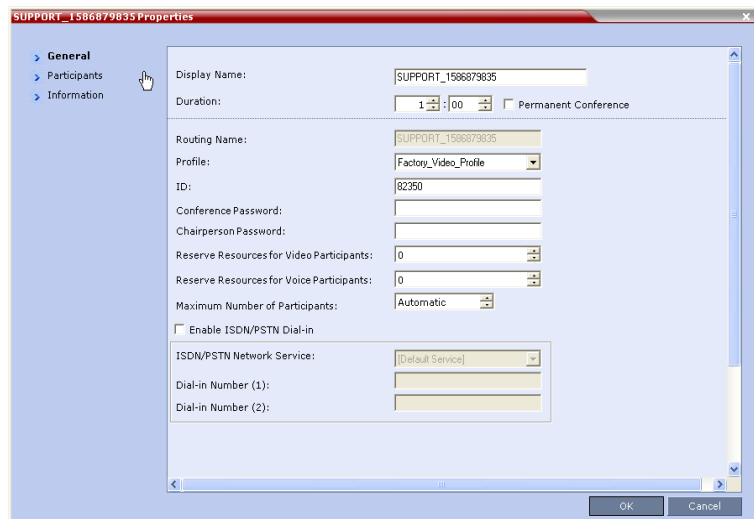 SUPPORT_1586879835 Properties
General
Participants
Information
Display Name: SUPPORT_1586879835
Duration: 1 : 00 Permanent Conference
Routing Name: SUPPORT_1586879835
Profile: Factory_Video_Profile
ID: 82350
Conference Password:
Chairperson Password:
Reserve Resources for Video Participants: 0
Reserve Resources for Voice Participants: 0
Maximum Number of Participants: Automatic
Enable ISDN/PSTN Dial-in
ISDN/PSTN Network Service: [Default Service]
Dial-in Number (1):
Dial-in Number (2):
OK Cancel